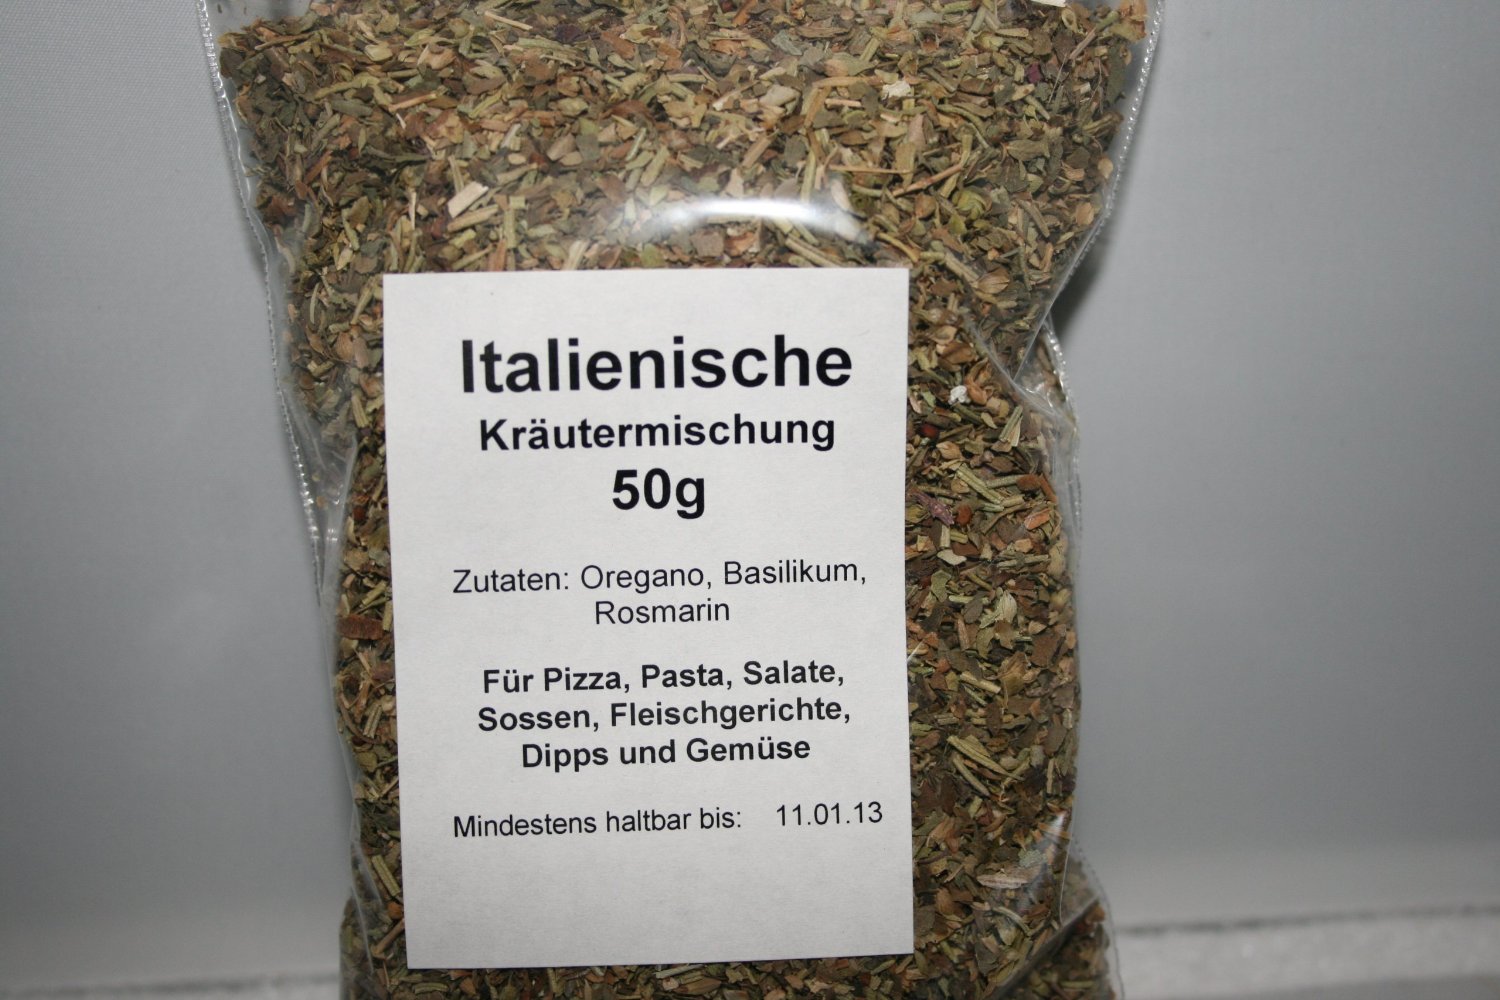 Italienische
Kräutermischung
50g
Zutaten: Oregano, Basilikum,
Rosmarin
Für Pizza, Pasta, Salate,
Sossen, Fleischgerichte,
Dipps und Gemüse
Mindestens haltbar bis: 11.01.13